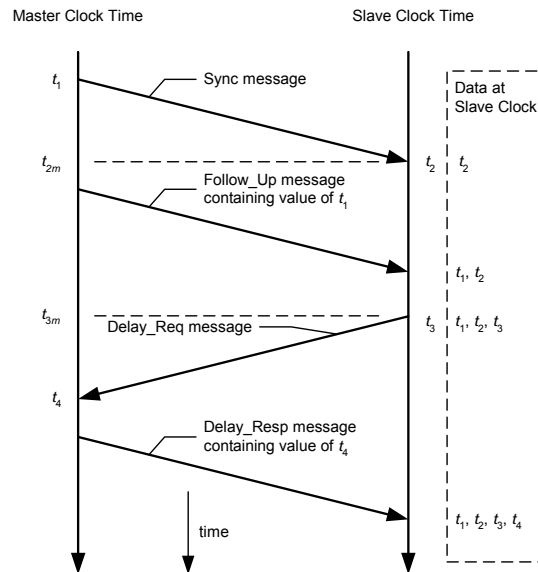 Master Clock Time
Slave Clock Time
t1
Sync message
Data at
Slave Clock
t2m
t2
t2
Follow_Up message
containing value of t1
t1, t2
t3m
t3
t1, t2, t3
Delay_Req message
t4
Delay_Resp message
containing value of t4
t1, t2, t3, t4
time